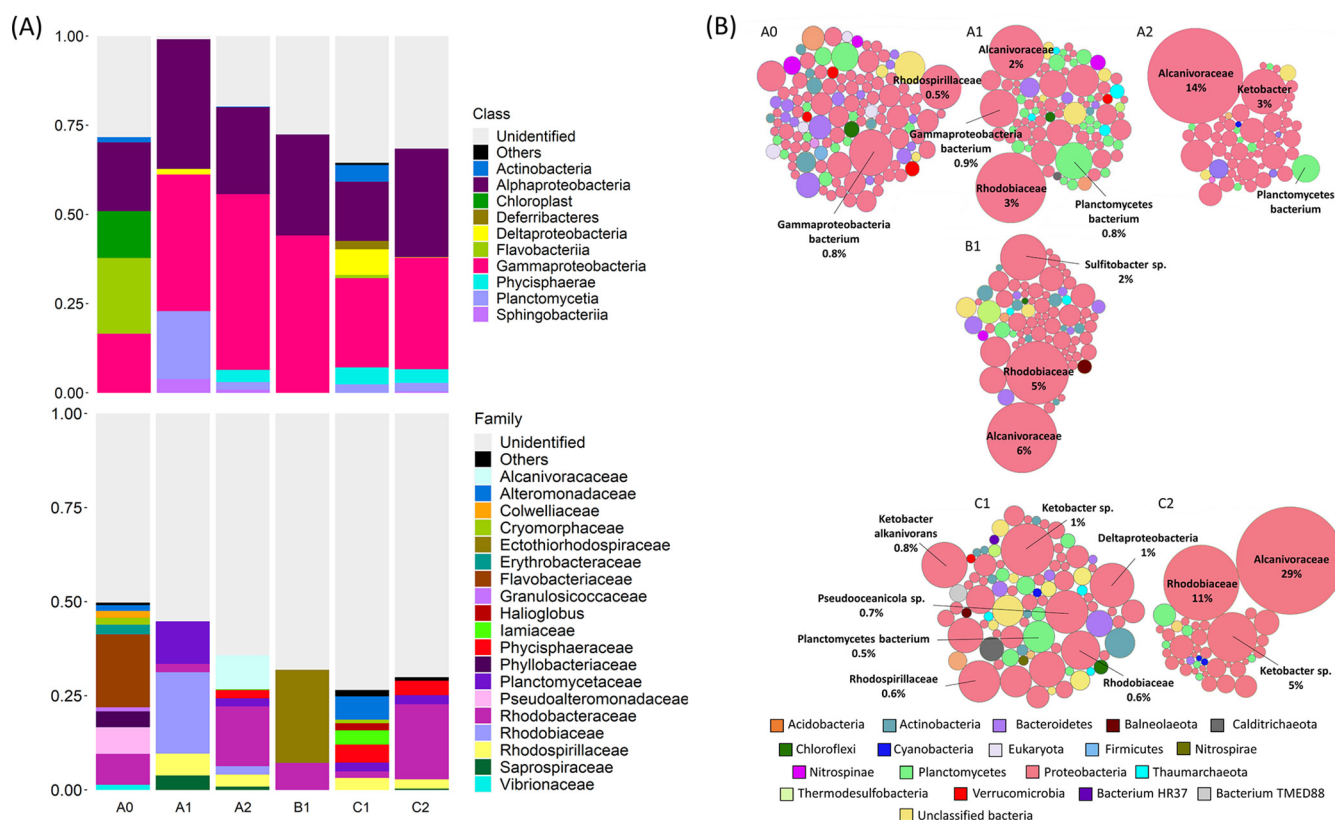 (A)
1.00
0.75
0.50
0.25
0.00
Class
Unidentified
Others
Actinobacteria
Alphaproteobacteria
Chloroplast
Deferribacteres
Deltaproteobacteria
Flavobacteriia
Gammaproteobacteria
Phycisphaerae
Planctomycetia
Sphingobacteriia
1.00
0.75
0.50
0.25
0.00
A0 A1 A2 B1 C1 C2
Family
Unidentified
Others
Alcanivoracaceae
Alteromonadaceae
Colwelliaceae
Cryomorphaceae
Ectothiorhodospiraceae
Erythrobacteraceae
Flavobacteriaceae
Granulosicoccaceae
Halioglobus
Iamiaceae
Phycisphaeraceae
Phyllobacteriaceae
Planctomycetaceae
Pseudoalteromonadaceae
Rhodobacteraceae
Rhodobiaceae
Rhodospirillaceae
Saprospiraceae
Vibrionaceae
(B)
A0
Rhodospirillaceae
0.5%
Gammaproteobacteria
bacterium
0.8%
A1
Alcanivoraceae
2%
Gammaproteobacteria
bacterium
0.9%
Rhodobiaceae
3%
Planctomycetes
bacterium
0.8%
A2
Alcanivoraceae
14%
Ketobacter
3%
Planctomycetes
bacterium
B1
Sulfitobacter sp.
2%
Rhodobiaceae
5%
Alcanivoraceae
6%
C1
Ketobacter sp.
1%
Ketobacter
alkanivorans
0.8%
Deltaproteobacteria
1%
Pseudooceanicola sp.
0.7%
Planctomycetes bacterium
0.5%
Rhodospirillaceae
0.6%
Rhodobiaceae
0.6%
C2
Alcanivoraceae
29%
Rhodobiaceae
11%
Ketobacter sp.
5%
Acidobacteria Actinobacteria Bacteroidetes Balneolaeota Calditrichaeota
Chloroflexi Cyanobacteria Eukaryota Firmicutes Nitrospirae
Nitrospinae Planctomycetes Proteobacteria Thaumarchaeota
Thermodesulfobacteria Verrucomicrobia Bacterium HR37 Bacterium TMED88
Unclassified bacteria